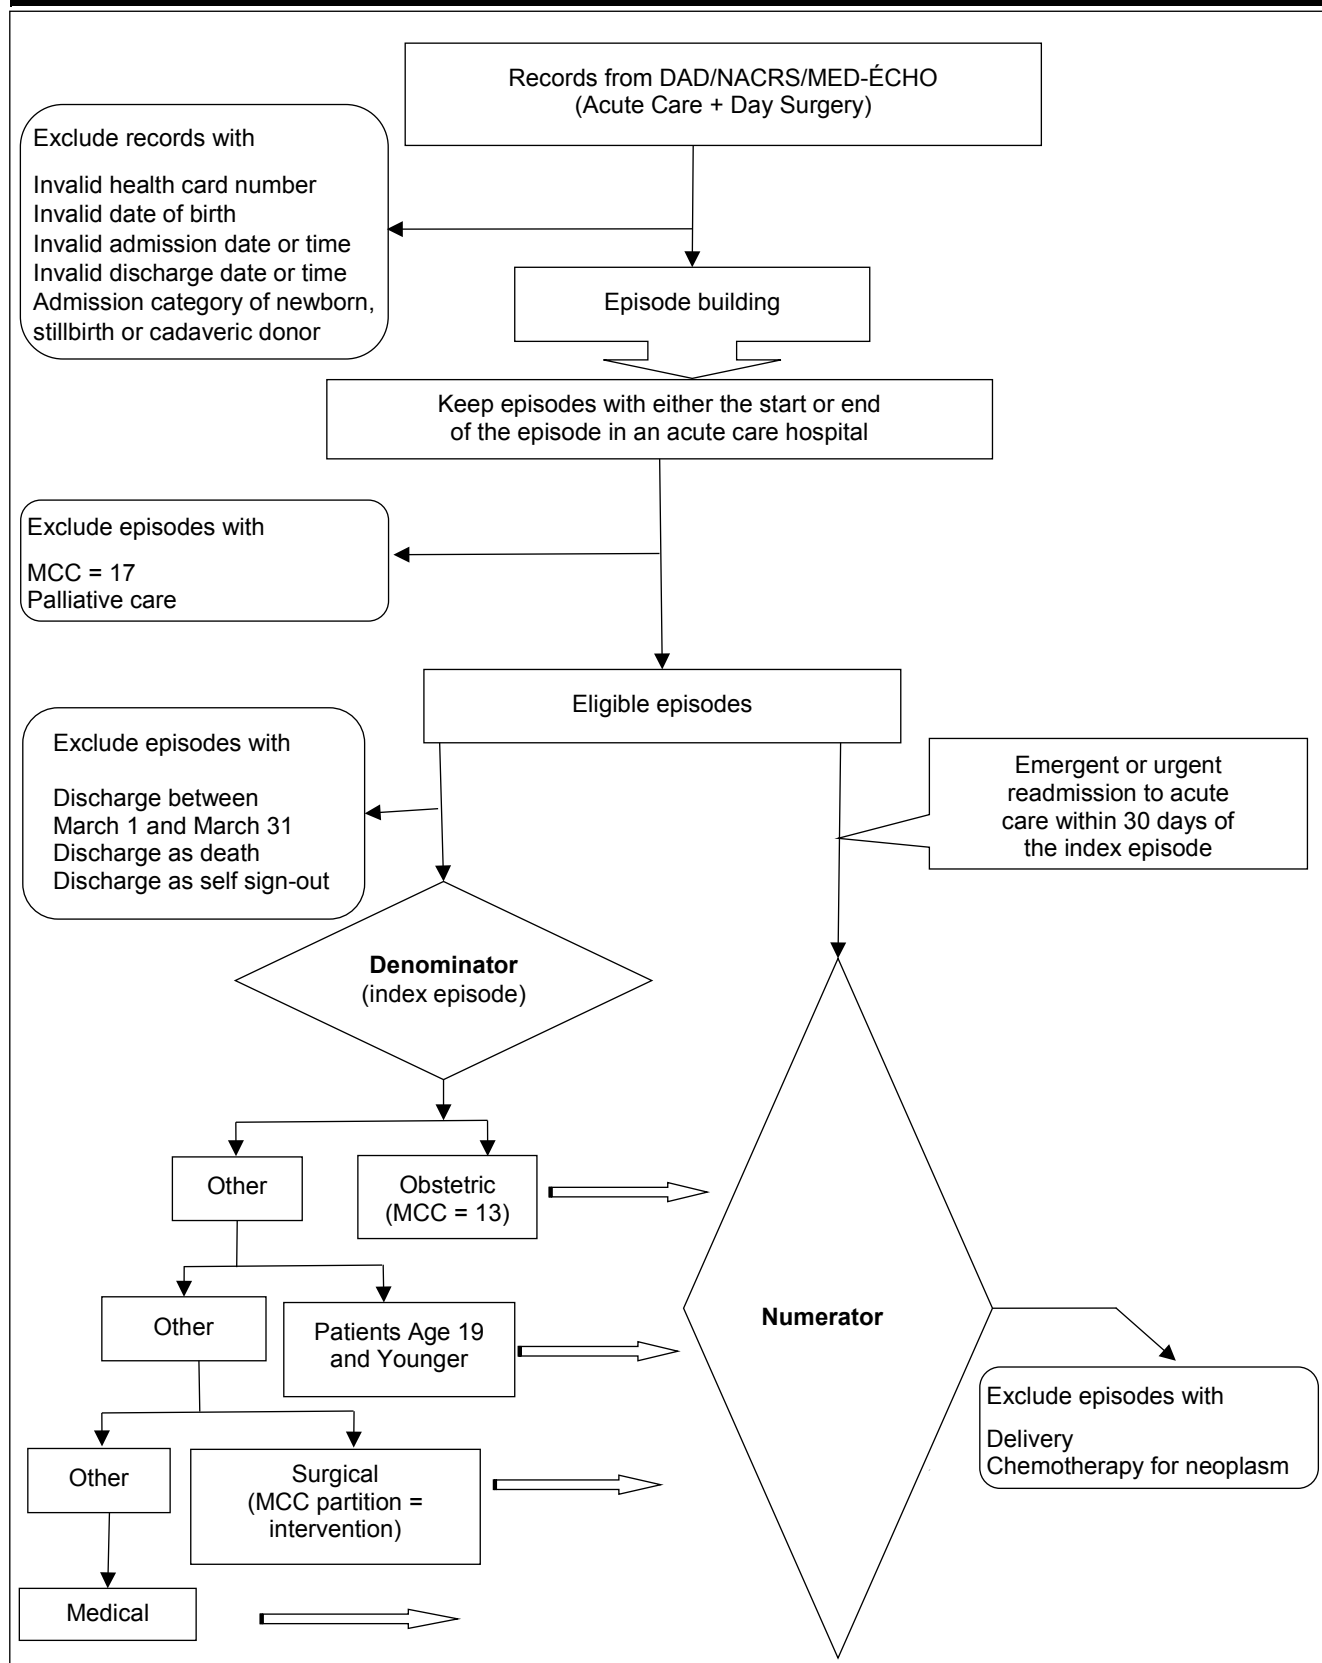 Records from DAD/NACRS/MED-ÉCHO
(Acute Care + Day Surgery)
Exclude records with
Invalid health card number
Invalid date of birth
Invalid admission date or time
Invalid discharge date or time
Admission category of newborn,
stillbirth or cadaveric donor
Episode building
Keep episodes with either the start or end
of the episode in an acute care hospital
Exclude episodes with
MCC = 17
Palliative care
Eligible episodes
Exclude episodes with
Discharge between
March 1 and March 31
Discharge as death
Discharge as self sign-out
Emergent or urgent
readmission to acute
care within 30 days of
the index episode
Denominator
(index episode)
Other
Obstetric
(MCC = 13)
Other
Patients Age 19
and Younger
Numerator
Exclude episodes with
Delivery
Chemotherapy for neoplasm
Other
Surgical
(MCC partition =
intervention)
Medical